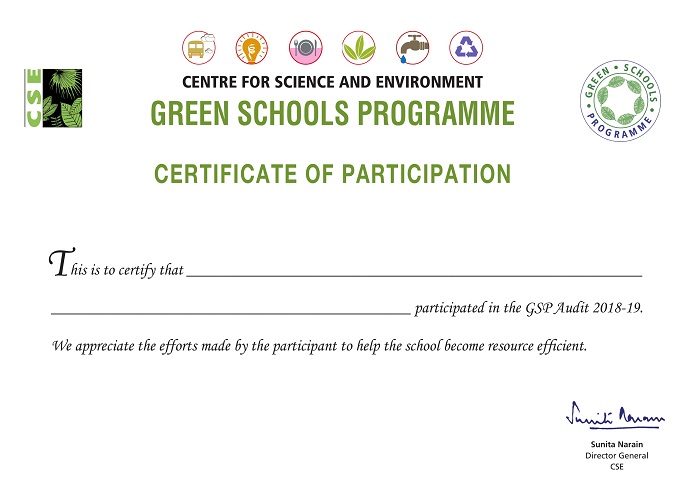 CENTRE FOR SCIENCE AND ENVIRONMENT
CSE
GREEN SCHOOLS PROGRAMME
GREEN • SCHOOLS • PROGRAMME •
CERTIFICATE OF PARTICIPATION
This is to certify that
participated in the GSP Audit 2018-19.
We appreciate the efforts made by the participant to help the school become resource efficient.
Sunita Narain
Sunita Narain
Director General
CSE